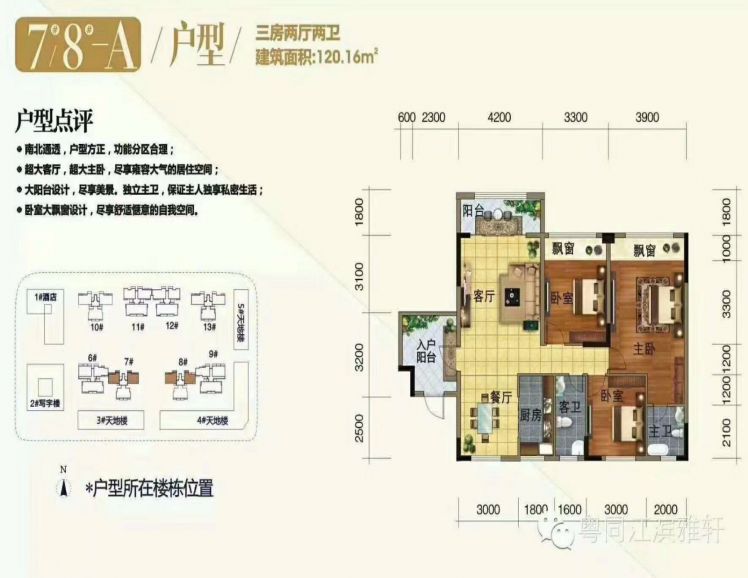 7#/8#-A /户型/
三房两厅两卫
建筑面积:120.16m²
户型点评
● 南北通透，户型方正，功能分区合理；
● 超大客厅，超大主卧，尽享雍容大气的居住空间；
● 大阳台设计，尽享美景。独立主卫，保证主人独享私密生活；
● 卧室大飘窗设计，尽享舒适惬意的自我空间。
1#酒店
10#
11#
12#
13#
5#天地楼
6#
7#
8#
9#
2#写字楼
3#天地楼
4#天地楼
N
*户型所在楼栋位置
600 2300 4200 3300 3900
1800
3100
3200
2500
1800
1000
3300
1200
1200
2100
阳台
飘窗
飘窗
客厅
卧室
主卧
入户
阳台
餐厅
厨房
客卫
卧室
主卫
3000 1800 1600 3000 2000
粤同江滨雅轩